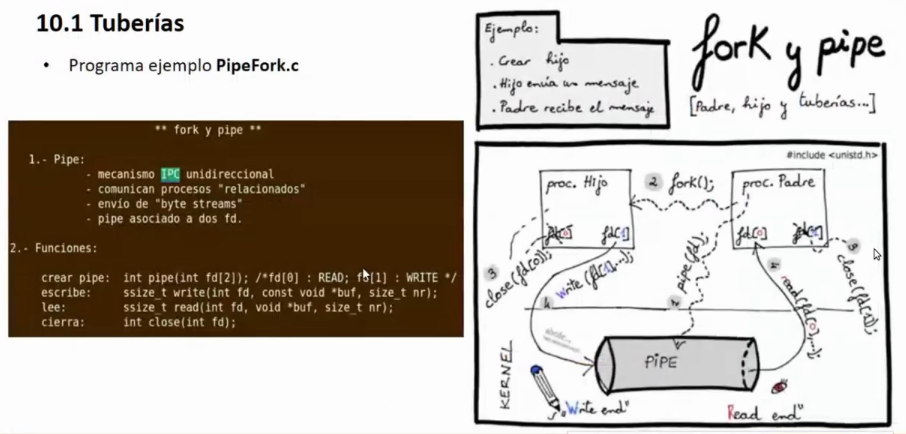 10.1 Tuberías
• Programa ejemplo PipeFork.c
** fork y pipe **
1.- Pipe:
- mecanismo IPC unidireccional
- comunican procesos "relacionados"
- envío de "byte streams"
- pipe asociado a dos fd.
2.- Funciones:
crear pipe: int pipe(int fd[2]); /*fd[0] : READ; fd[1] : WRITE */
escribe: ssize_t write(int fd, const void *buf, size_t nr);
lee: ssize_t read(int fd, void *buf, size_t nr);
cierra: int close(int fd);
Ejemplo:
. Crear hijo
. Hijo envía un mensaje
. Padre recibe el mensaje
fork y pipe
[Padre, hijo y tuberías...]
#include <unistd.h>
proc. Hijo
2 fork();
proc. Padre
fd[0]
fd[1]
fd[0]
fd[1]
3
close(fd[0]);
4
Write(fd[1],...);
pipe(fd);
1
4
read(fd[0],...);
3
close(fd[1]);
KERNEL
PIPE
"Write end"
Read end"